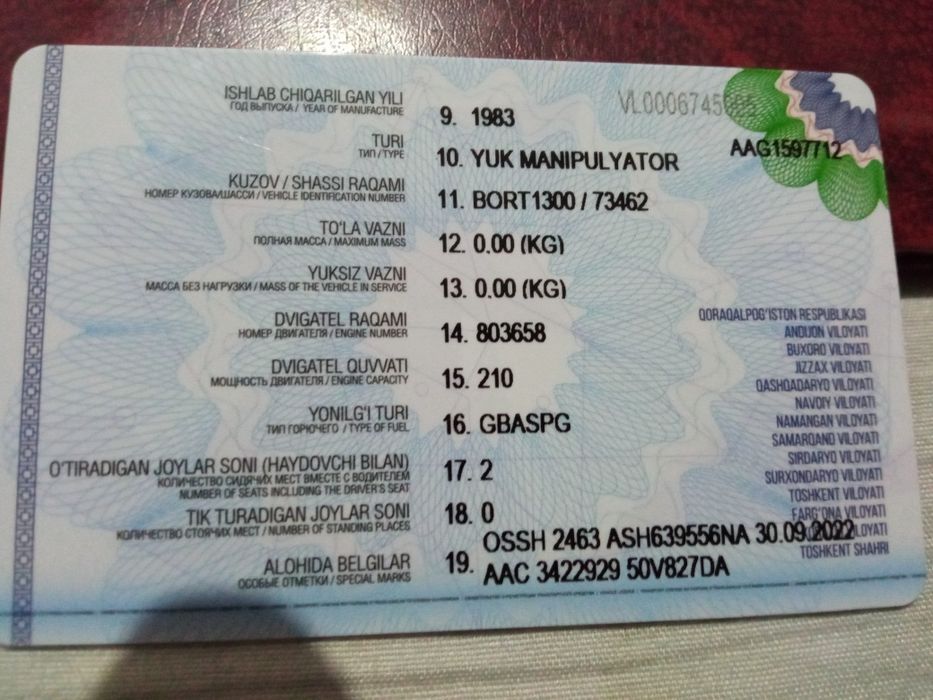 ISHLAB CHIQARILGAN YILI
ГОД ВЫПУСКА / YEAR OF MANUFACTURE
9. 1983
VL0006745
AAG1597712
TURI
ТИП / TYPE
10. YUK MANIPULYATOR
KUZOV / SHASSI RAQAMI
НОМЕР КУЗОВА/ШАССИ / VEHICLE IDENTIFICATION NUMBER
11. BORT1300 / 73462
TO'LA VAZNI
ПОЛНАЯ МАССА / MAXIMUM MASS
12. 0.00 (KG)
YUKSIZ VAZNI
МАССА БЕЗ НАГРУЗКИ / MASS OF THE VEHICLE IN SERVICE
13. 0.00 (KG)
DVIGATEL RAQAMI
НОМЕР ДВИГАТЕЛЯ / ENGINE NUMBER
14. 803658
DVIGATEL QUVVATI
МОЩНОСТЬ ДВИГАТЕЛЯ / ENGINE CAPACITY
15. 210
YONILG'I TURI
ТИП ГОРЮЧЕГО / TYPE OF FUEL
16. GBASPG
O'TIRADIGAN JOYLAR SONI (HAYDOVCHI BILAN)
КОЛИЧЕСТВО СИДЯЧИХ МЕСТ ВМЕСТЕ С ВОДИТЕЛЕМ
NUMBER OF SEATS INCLUDING THE DRIVER'S SEAT
17. 2
TIK TURADIGAN JOYLAR SONI
КОЛИЧЕСТВО СТОЯЧИХ МЕСТ / NUMBER OF STANDING PLACES
18. 0
ALOHIDA BELGILAR
ОСОБЫЕ ОТМЕТКИ / SPECIAL MARKS
19. OSSH 2463 ASH639556NA 30.09.2022
AAC 3422929 50V827DA
QORAQALPOG'ISTON RESPUBLIKASI
ANDIJON VILOYATI
BUXORO VILOYATI
JIZZAX VILOYATI
QASHQADARYO VILOYATI
NAVOIY VILOYATI
NAMANGAN VILOYATI
SAMARQAND VILOYATI
SIRDARYO VILOYATI
SURXONDARYO VILOYATI
TOSHKENT VILOYATI
FARG'ONA VILOYATI
VILOYATI
TOSHKENT SHAHRI